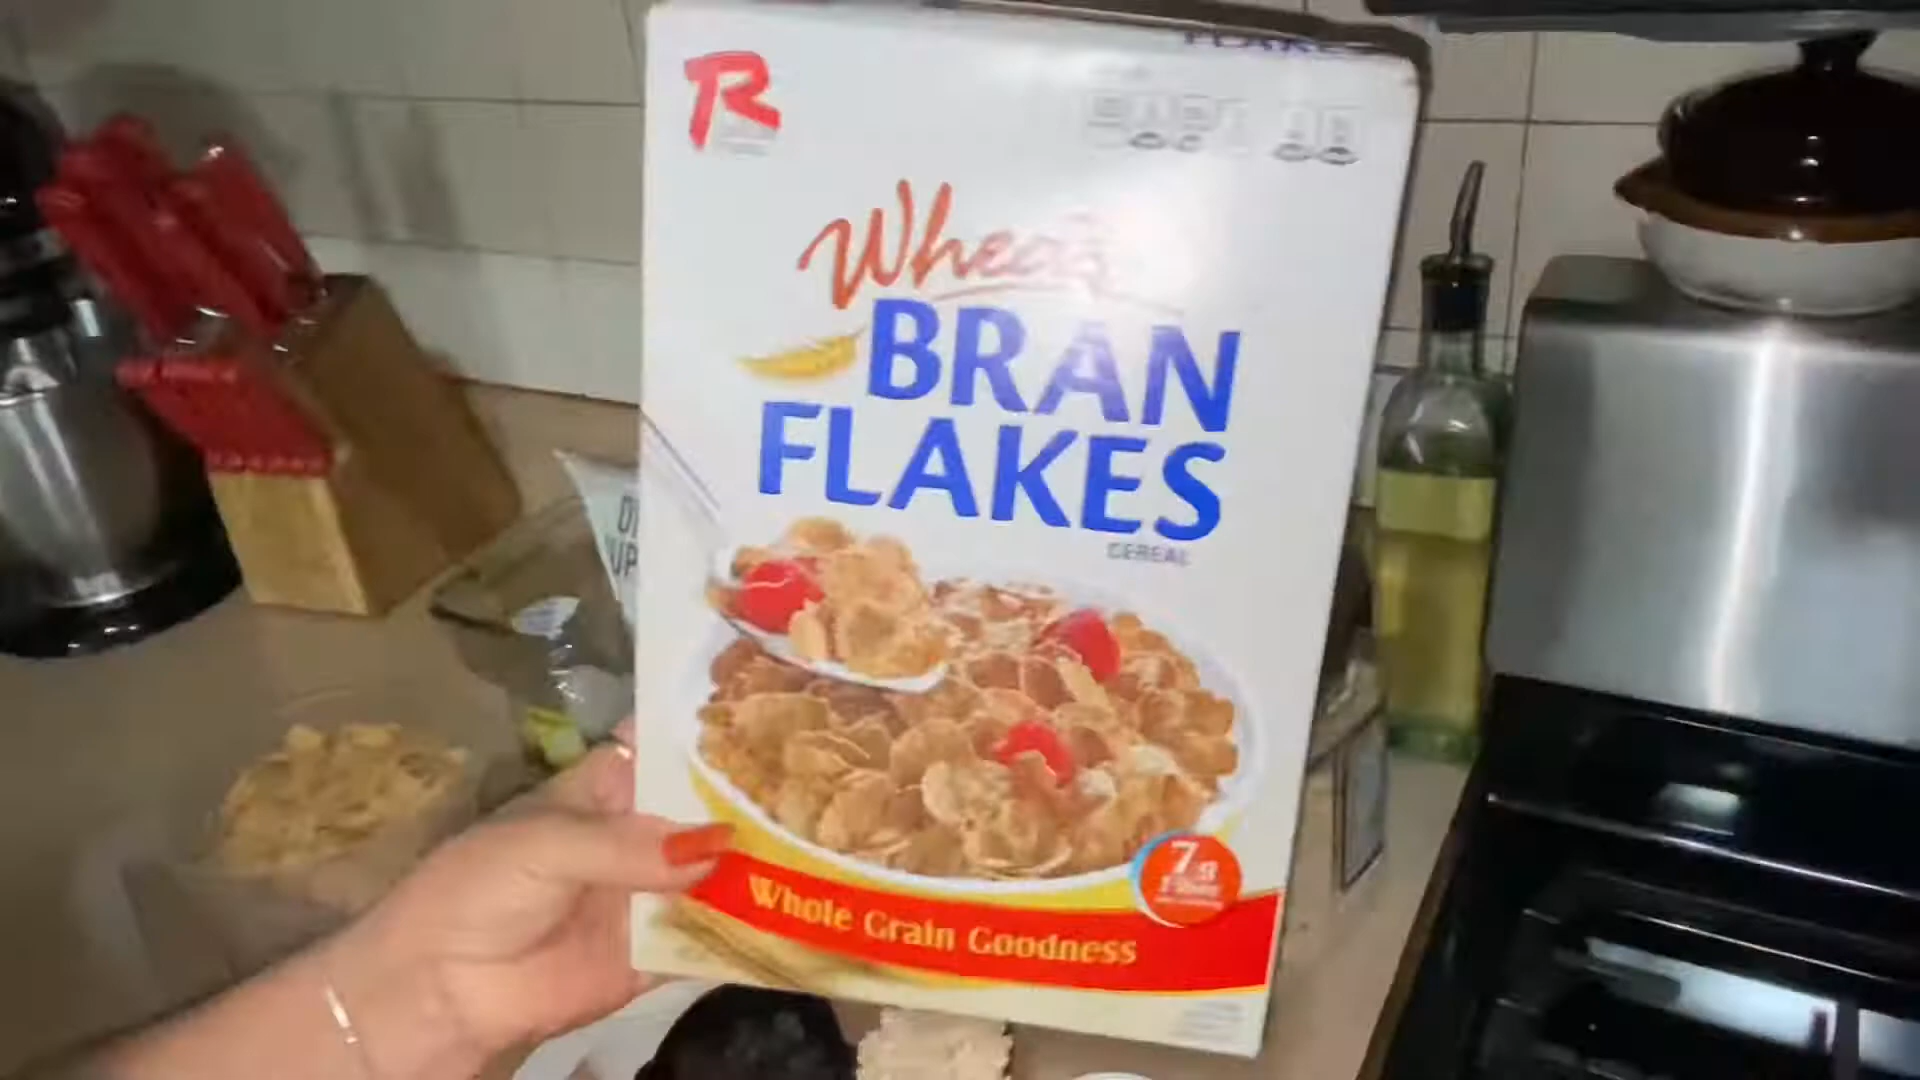 R
Wheat
BRAN
FLAKES
CEREAL
7g
Whole Grain Goodness